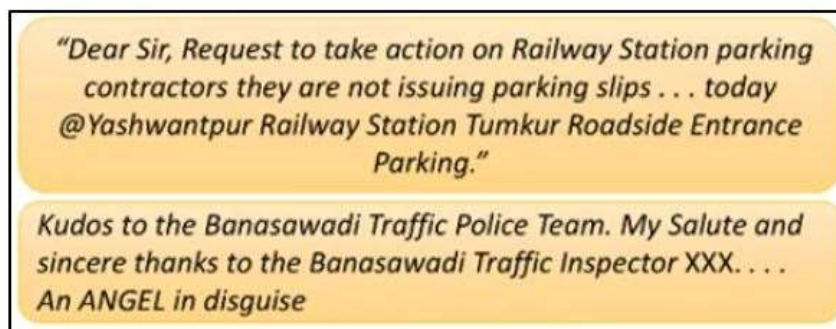 “Dear Sir, Request to take action on Railway Station parking
contractors they are not issuing parking slips . . . today
@Yashwantpur Railway Station Tumkur Roadside Entrance
Parking.”
Kudos to the Banasawadi Traffic Police Team. My Salute and
sincere thanks to the Banasawadi Traffic Inspector XXX. . . .
An ANGEL in disguise